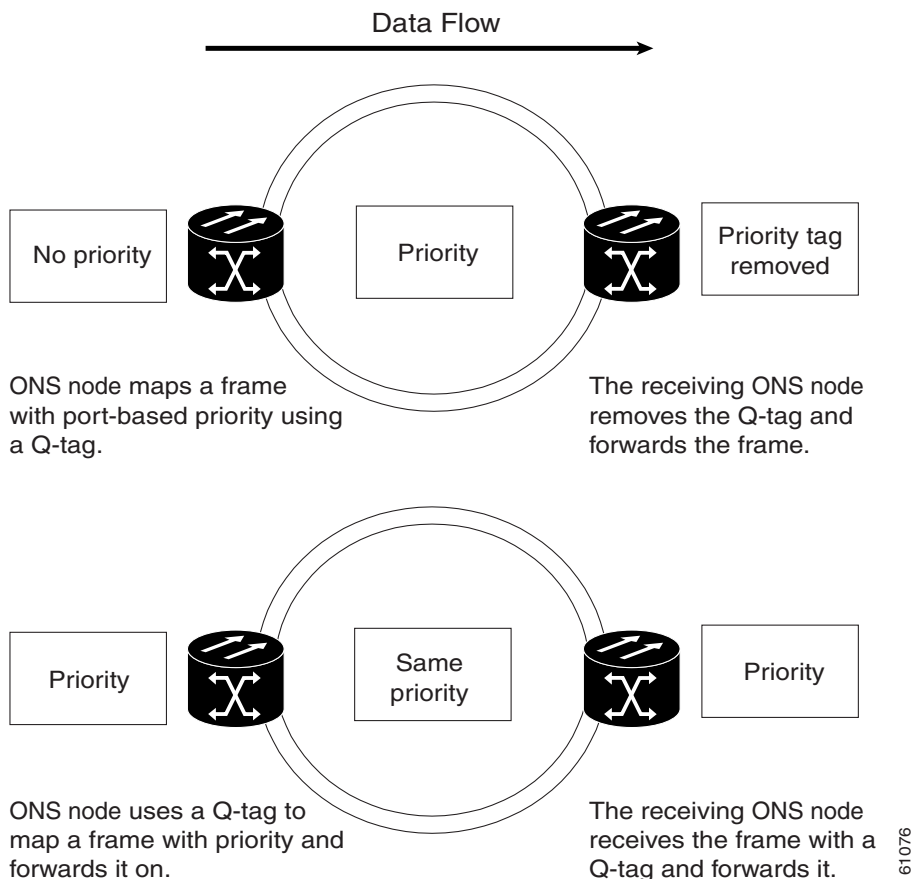 Data Flow
No priority
Priority
Priority tag
removed
ONS node maps a frame
with port-based priority using
a Q-tag.
The receiving ONS node
removes the Q-tag and
forwards the frame.
Priority
Same
priority
Priority
ONS node uses a Q-tag to
map a frame with priority and
forwards it on.
The receiving ONS node
receives the frame with a
Q-tag and forwards it.
61076